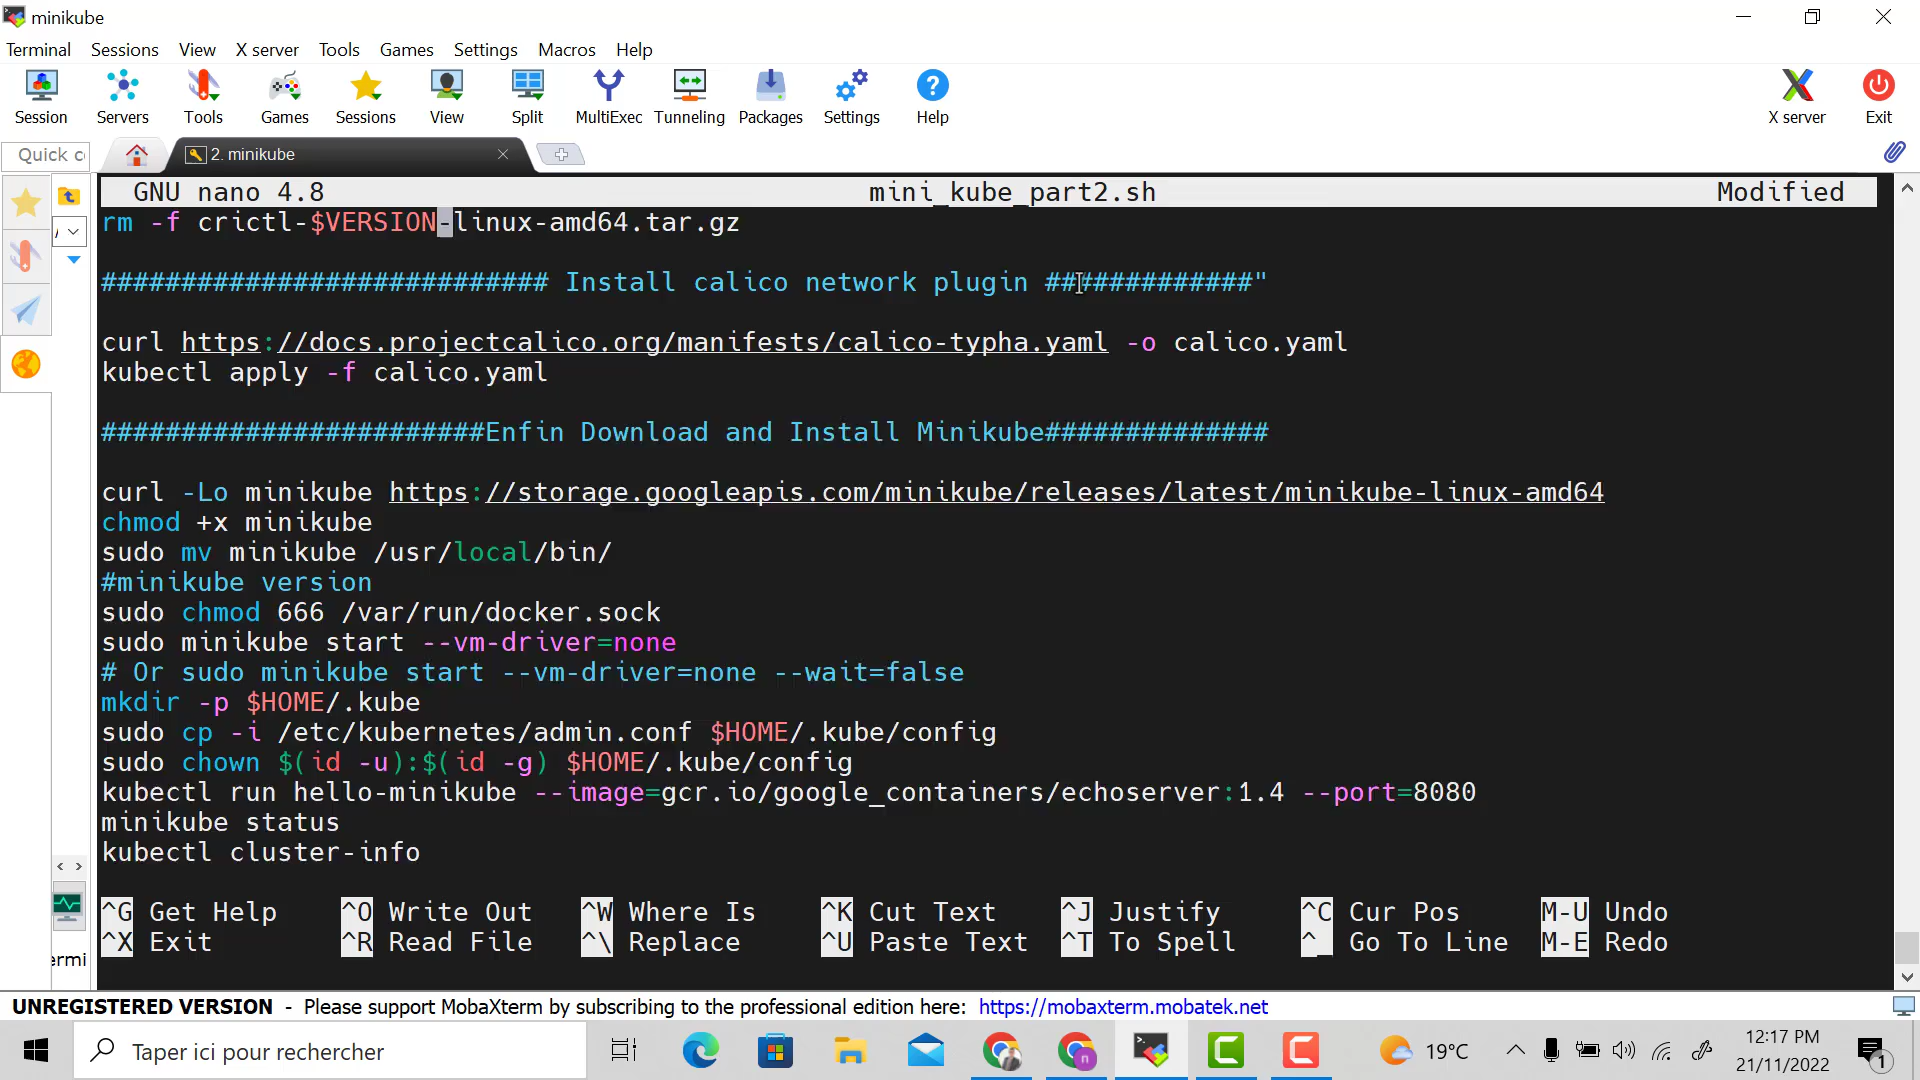 minikube
Terminal Sessions View X server Tools Games Settings Macros Help
Session Servers Tools Games Sessions View Split MultiExec Tunneling Packages Settings Help X server Exit
Quick c 2. minikube
GNU nano 4.8 mini_kube_part2.sh Modified
rm -f crictl-$VERSION-linux-amd64.tar.gz
############################ Install calico network plugin #############"
curl https://docs.projectcalico.org/manifests/calico-typha.yaml -o calico.yaml
kubectl apply -f calico.yaml
########################Enfin Download and Install Minikube##############
curl -Lo minikube https://storage.googleapis.com/minikube/releases/latest/minikube-linux-amd64
chmod +x minikube
sudo mv minikube /usr/local/bin/
#minikube version
sudo chmod 666 /var/run/docker.sock
sudo minikube start --vm-driver=none
# Or sudo minikube start --vm-driver=none --wait=false
mkdir -p $HOME/.kube
sudo cp -i /etc/kubernetes/admin.conf $HOME/.kube/config
sudo chown $(id -u):$(id -g) $HOME/.kube/config
kubectl run hello-minikube --image=gcr.io/google_containers/echoserver:1.4 --port=8080
minikube status
kubectl cluster-info
^G Get Help ^O Write Out ^W Where Is ^K Cut Text ^J Justify ^C Cur Pos M-U Undo
^X Exit ^R Read File ^\ Replace ^U Paste Text ^T To Spell ^_ Go To Line M-E Redo
ermi
UNREGISTERED VERSION - Please support MobaXterm by subscribing to the professional edition here: https://mobaxterm.mobatek.net
Taper ici pour rechercher
19°C
12:17 PM
21/11/2022
1